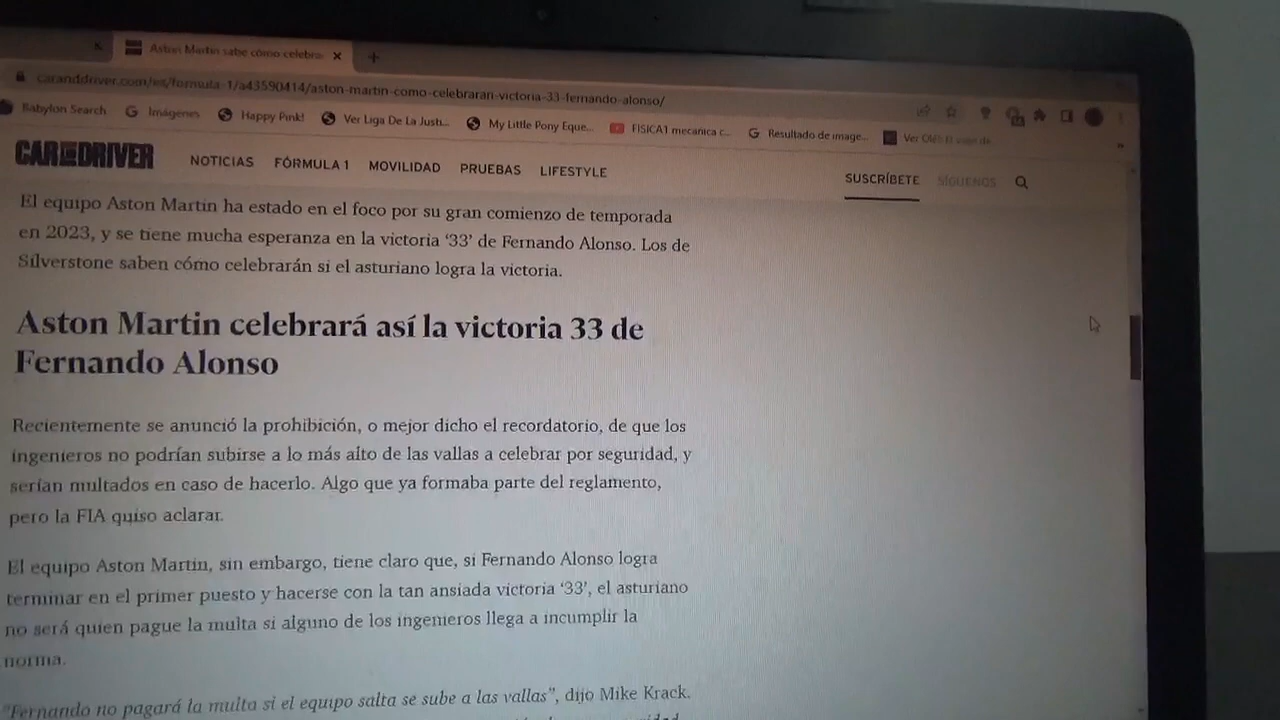 Aston Martin sabe cómo celebra
caranddriver.com/es/formula-1/a43590414/aston-martin-como-celebraran-victoria-33-fernando-alonso/
Babylon Search Imágenes Happy Pink! Ver Liga De La Just... My Little Pony Eque... FISICA1 mecanica c... Resultado de image... Ver
CAR AND DRIVER NOTICIAS FÓRMULA 1 MOVILIDAD PRUEBAS LIFESTYLE SUSCRÍBETE SÍGUENOS
El equipo Aston Martin ha estado en el foco por su gran comienzo de temporada
en 2023, y se tiene mucha esperanza en la victoria ‘33’ de Fernando Alonso. Los de
Silverstone saben cómo celebrarán si el asturiano logra la victoria.
Aston Martin celebrará así la victoria 33 de
Fernando Alonso
Recientemente se anunció la prohibición, o mejor dicho el recordatorio, de que los
ingenieros no podrían subirse a lo más alto de las vallas a celebrar por seguridad, y
serían multados en caso de hacerlo. Algo que ya formaba parte del reglamento,
pero la FIA quiso aclarar.
El equipo Aston Martin, sin embargo, tiene claro que, si Fernando Alonso logra
terminar en el primer puesto y hacerse con la tan ansiada victoria ‘33’, el asturiano
no será quien pague la multa si alguno de los ingenieros llega a incumplir la
norma.
“Fernando no pagará la multa si el equipo salta se sube a las vallas”, dijo Mike Krack.